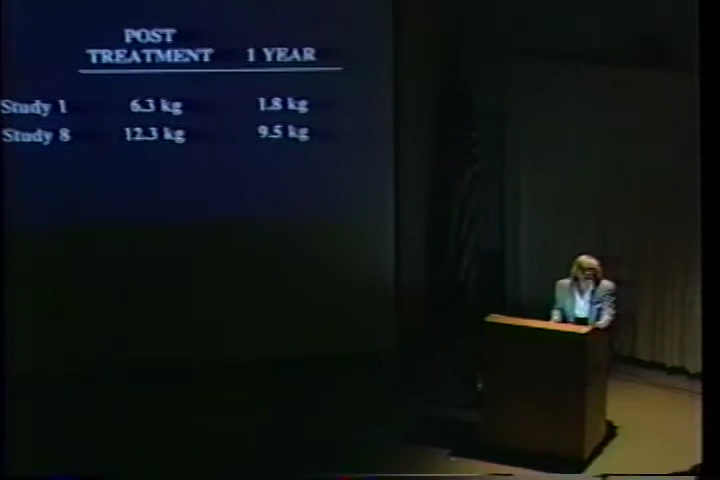 POST
TREATMENT 1 YEAR
Study 1 6.3 kg 1.8 kg
Study 8 12.3 kg 9.5 kg